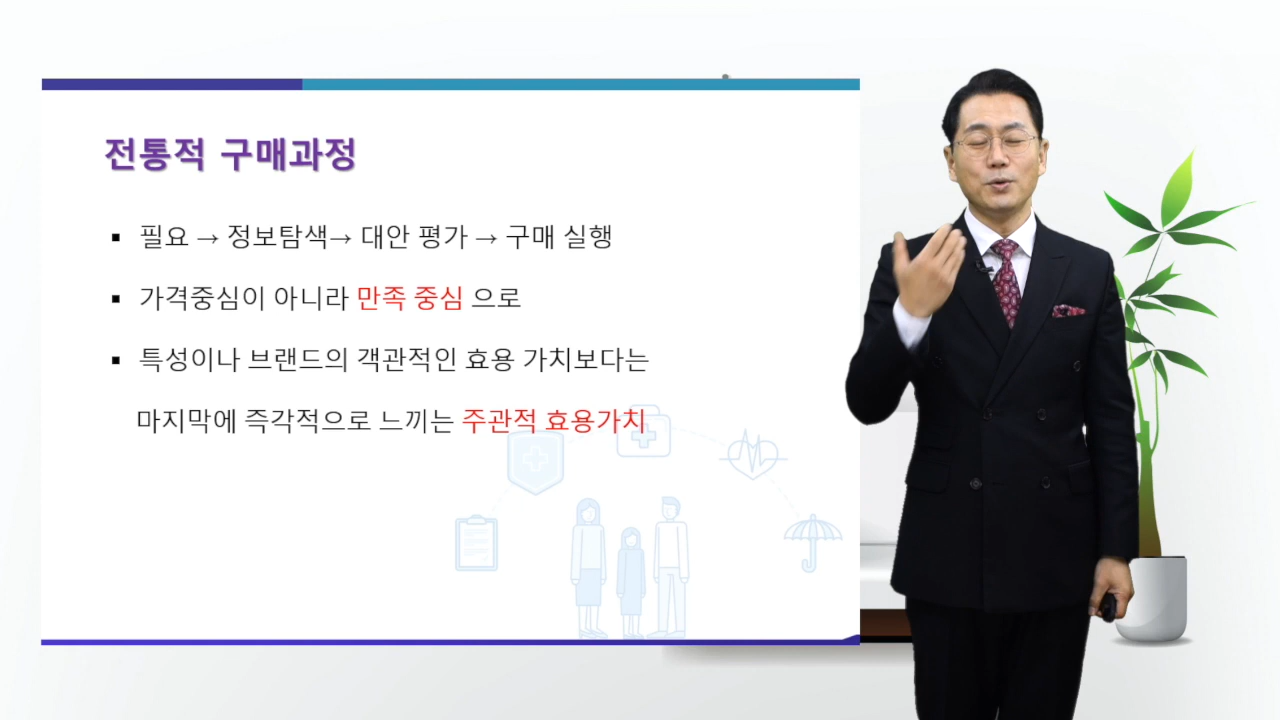 전통적 구매과정
▪ 필요 → 정보탐색→ 대안 평가 → 구매 실행
▪ 가격중심이 아니라 만족 중심 으로
▪ 특성이나 브랜드의 객관적인 효용 가치보다는
마지막에 즉각적으로 느끼는 주관적 효용가치